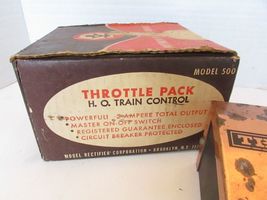 MODEL 500
THROTTLE PACK
H. O. TRAIN CONTROL
POWERFUL! AMPERE TOTAL OUTPUT
• MASTER ON-OFF SWITCH
• REGISTERED GUARANTEE ENCLOSED
• CIRCUIT BREAKER PROTECTED
MODEL RECTIFIER CORPORATION • BROOKLYN, N.Y.